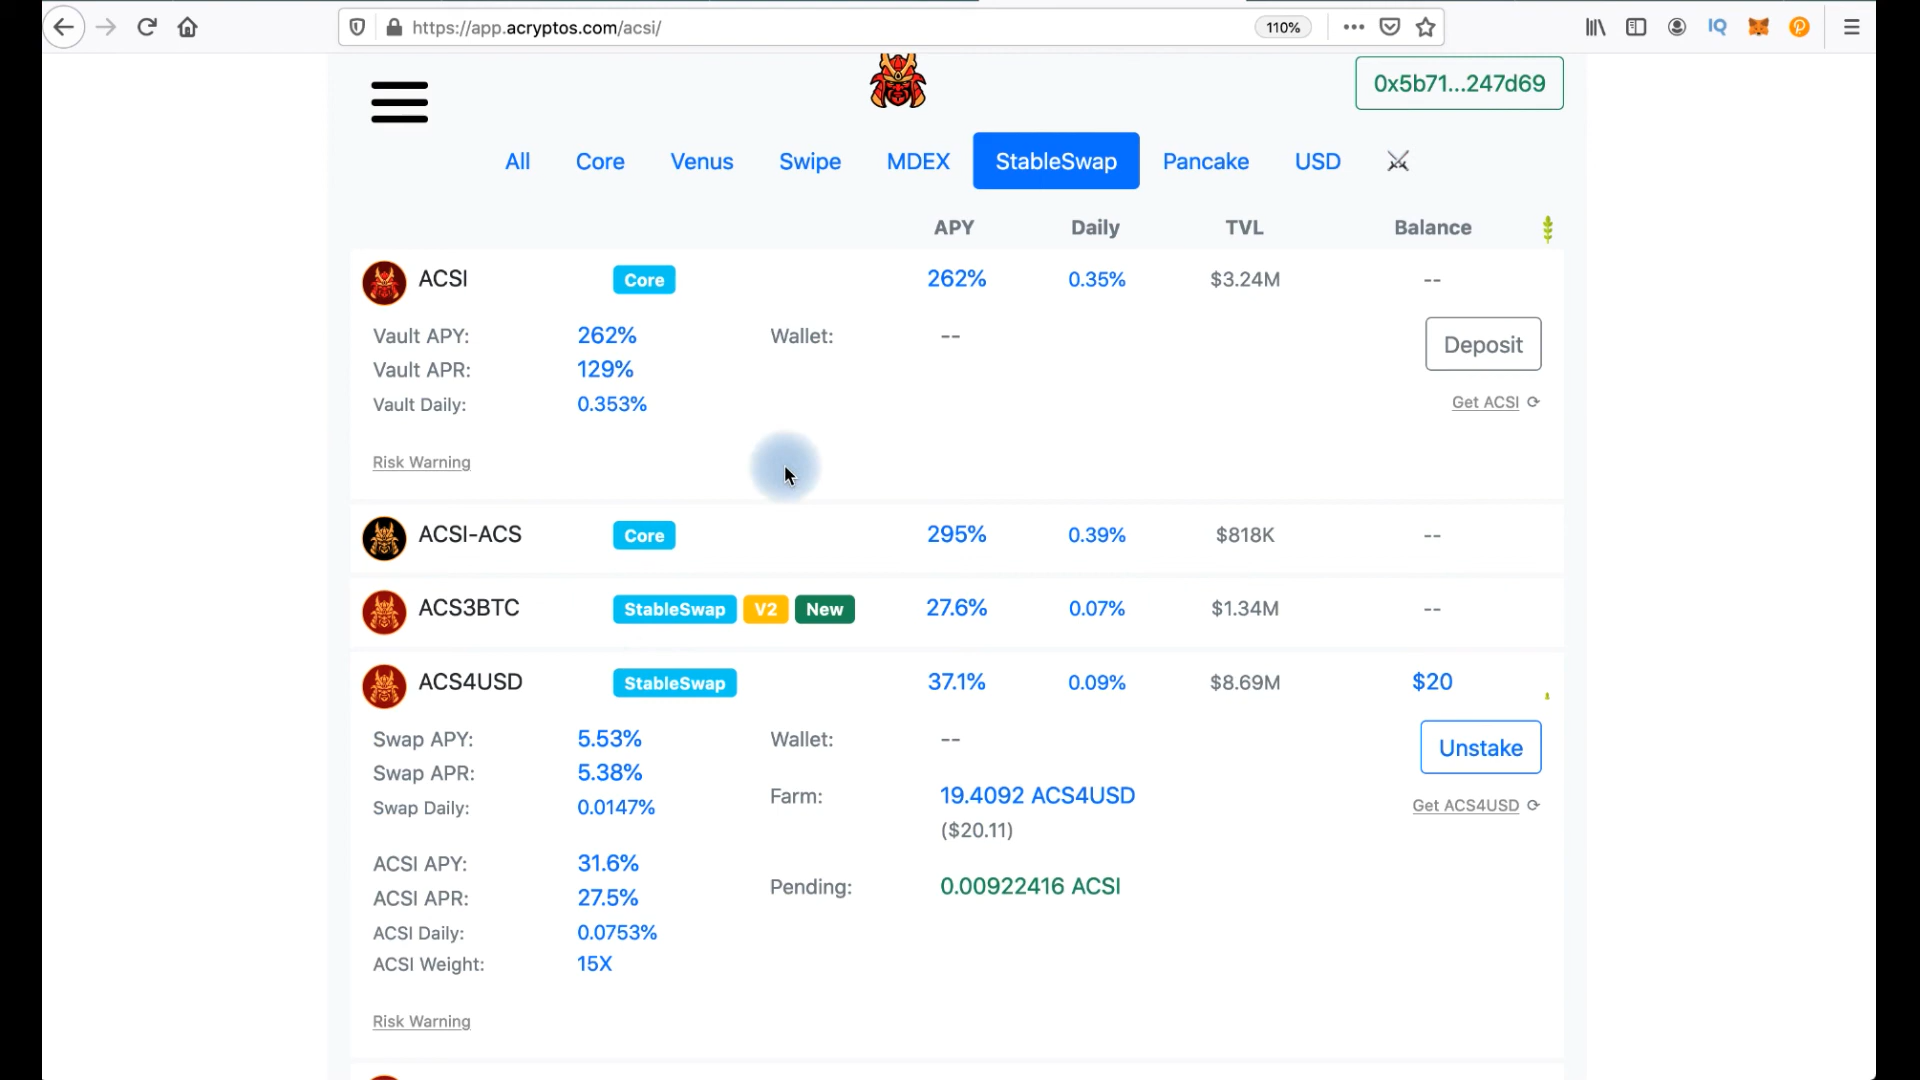 https://app.acryptos.com/acsi/
110%
IQ
0x5b71...247d69
All Core Venus Swipe MDEX StableSwap Pancake USD
APY Daily TVL Balance
ACSI Core 262% 0.35% $3.24M --
Vault APY: 262% Wallet: -- Deposit
Vault APR: 129%
Vault Daily: 0.353% Get ACSI
Risk Warning
ACSI-ACS Core 295% 0.39% $818K --
ACS3BTC StableSwap V2 New 27.6% 0.07% $1.34M --
ACS4USD StableSwap 37.1% 0.09% $8.69M $20
Swap APY: 5.53% Wallet: -- Unstake
Swap APR: 5.38% Farm: 19.4092 ACS4USD
Swap Daily: 0.0147% ($20.11) Get ACS4USD
ACSI APY: 31.6% Pending: 0.00922416 ACSI
ACSI APR: 27.5%
ACSI Daily: 0.0753%
ACSI Weight: 15X
Risk Warning